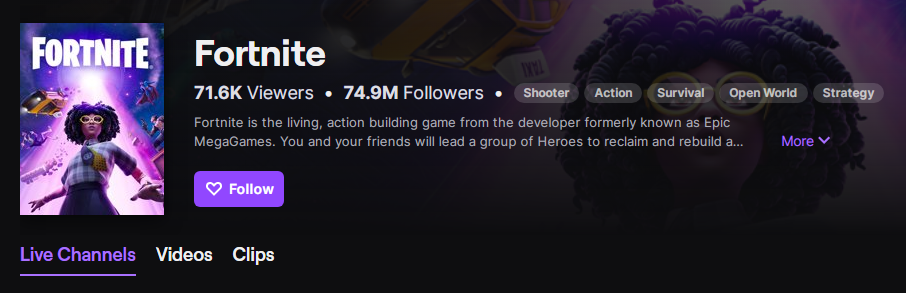 FORTNITE
Fortnite
71.6K Viewers • 74.9M Followers • Shooter Action Survival Open World Strategy
Fortnite is the living, action building game from the developer formerly known as Epic
MegaGames. You and your friends will lead a group of Heroes to reclaim and rebuild a... More
Follow
Live Channels Videos Clips